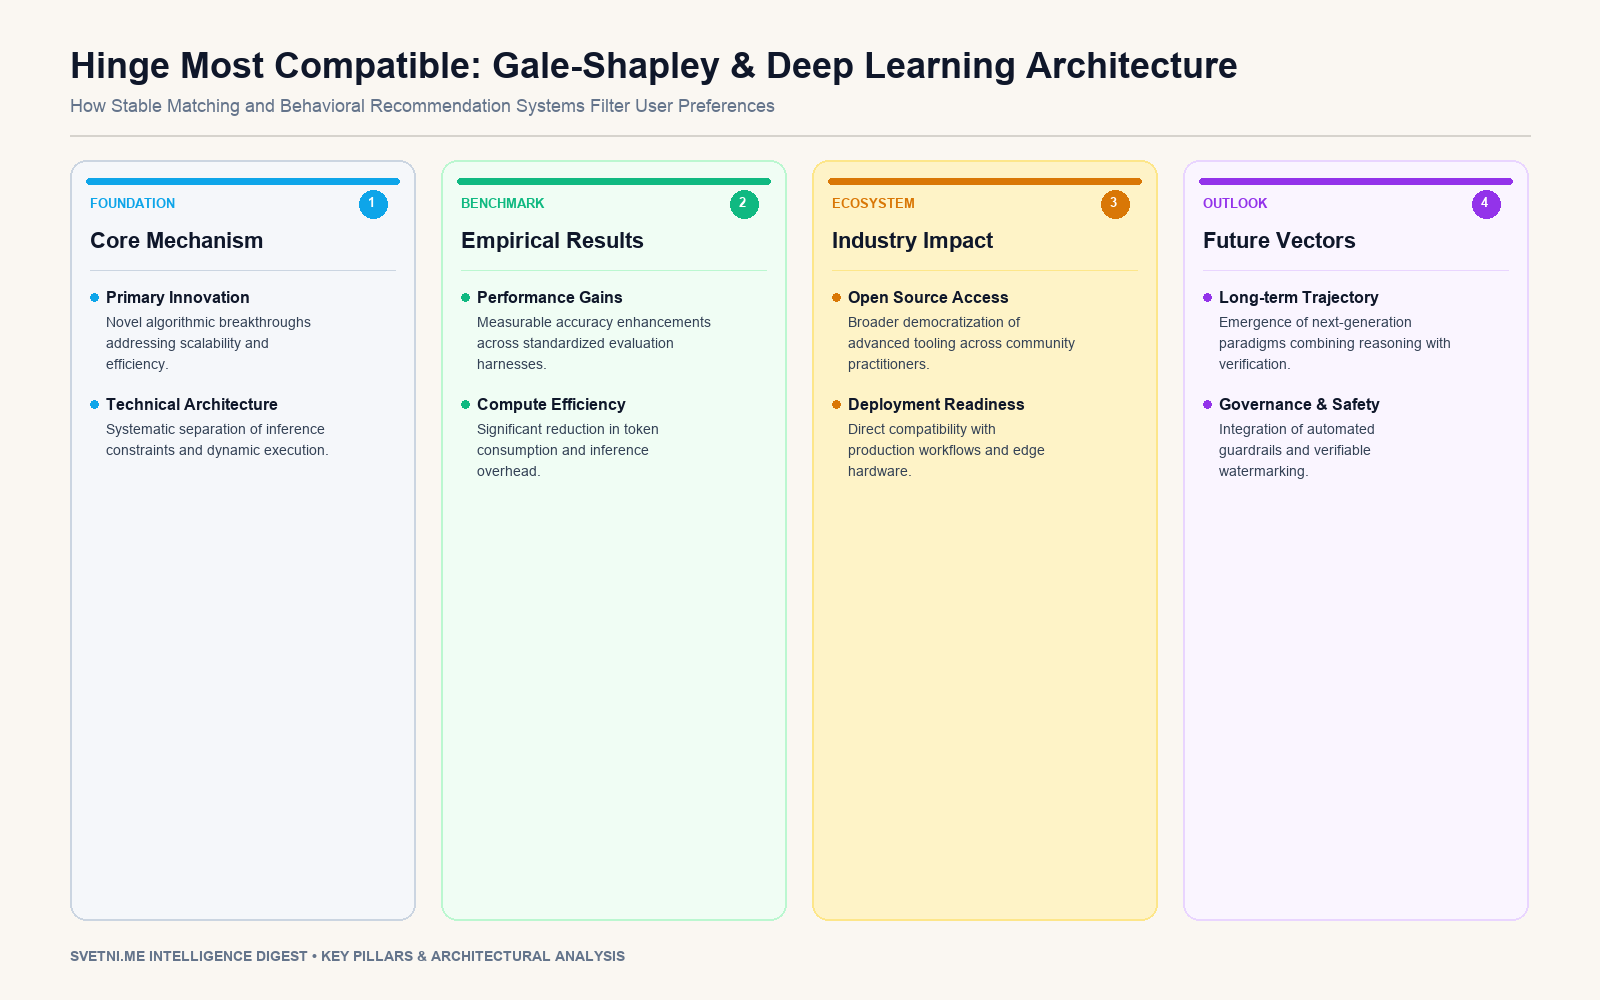 Hinge Most Compatible: Gale-Shapley & Deep Learning Architecture
How Stable Matching and Behavioral Recommendation Systems Filter User Preferences
FOUNDATION
1
Core Mechanism
Primary Innovation
Novel algorithmic breakthroughs
addressing scalability and
efficiency.
Technical Architecture
Systematic separation of inference
constraints and dynamic execution.
BENCHMARK
2
Empirical Results
Performance Gains
Measurable accuracy enhancements
across standardized evaluation
harnesses.
Compute Efficiency
Significant reduction in token
consumption and inference
overhead.
ECOSYSTEM
3
Industry Impact
Open Source Access
Broader democratization of
advanced tooling across community
practitioners.
Deployment Readiness
Direct compatibility with
production workflows and edge
hardware.
OUTLOOK
4
Future Vectors
Long-term Trajectory
Emergence of next-generation
paradigms combining reasoning with
verification.
Governance & Safety
Integration of automated
guardrails and verifiable
watermarking.
SVETNI.ME INTELLIGENCE DIGEST • KEY PILLARS & ARCHITECTURAL ANALYSIS